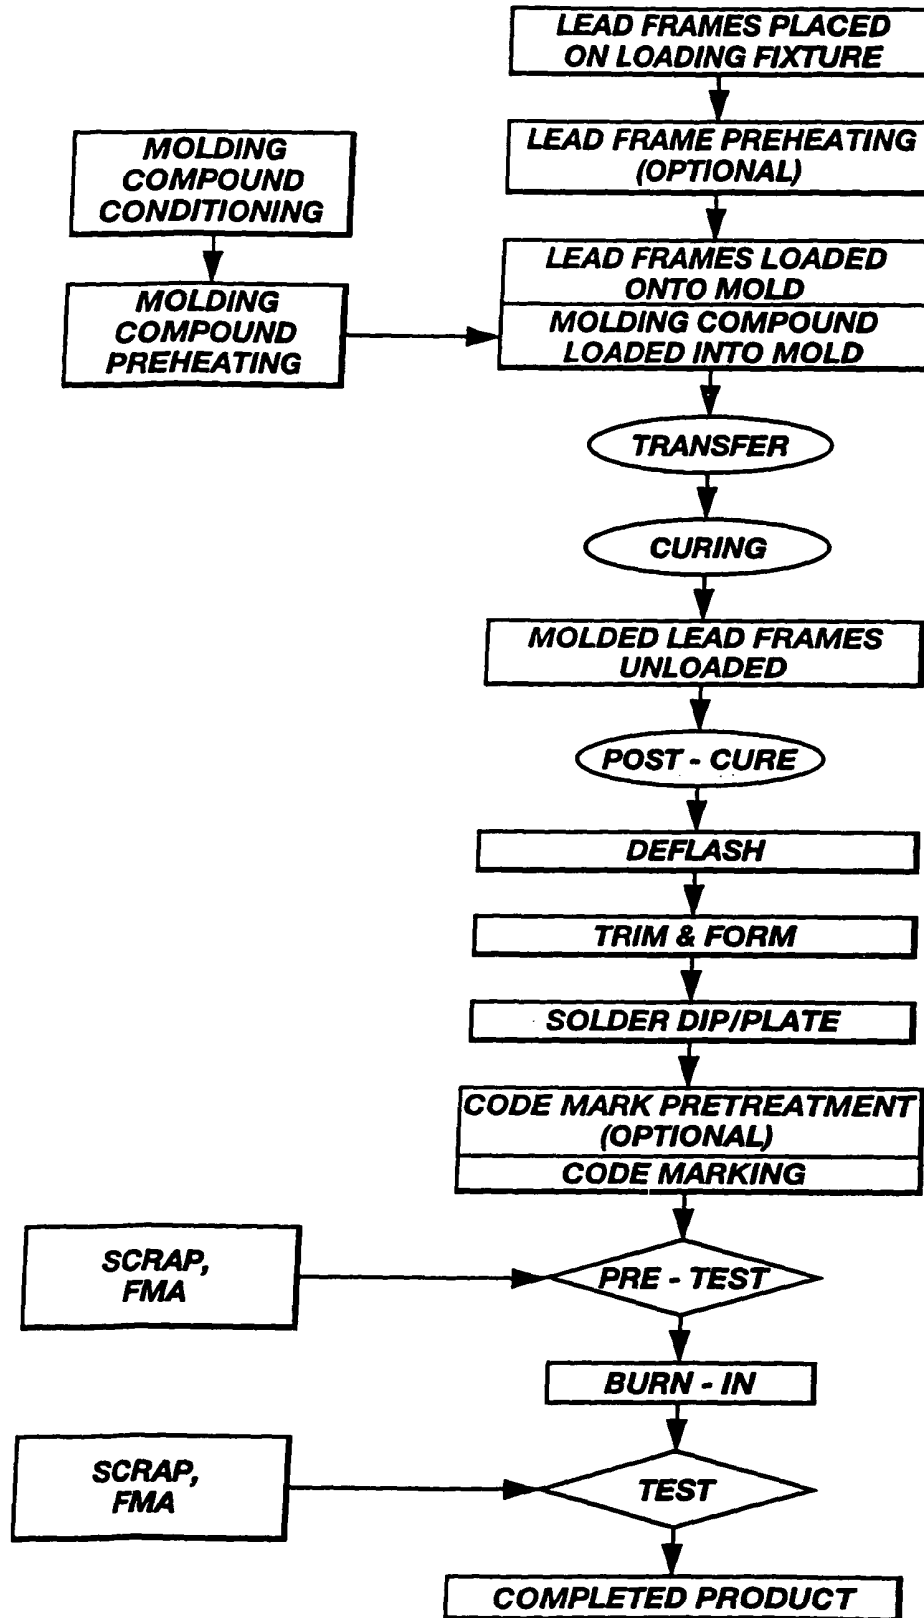 LEAD FRAMES PLACED
ON LOADING FIXTURE
LEAD FRAME PREHEATING
(OPTIONAL)
MOLDING
COMPOUND
CONDITIONING
LEAD FRAMES LOADED
ONTO MOLD
MOLDING COMPOUND
LOADED INTO MOLD
MOLDING
COMPOUND
PREHEATING
TRANSFER
CURING
MOLDED LEAD FRAMES
UNLOADED
POST - CURE
DEFLASH
TRIM & FORM
SOLDER DIP/PLATE
CODE MARK PRETREATMENT
(OPTIONAL)
CODE MARKING
SCRAP,
FMA
PRE - TEST
BURN - IN
SCRAP,
FMA
TEST
COMPLETED PRODUCT